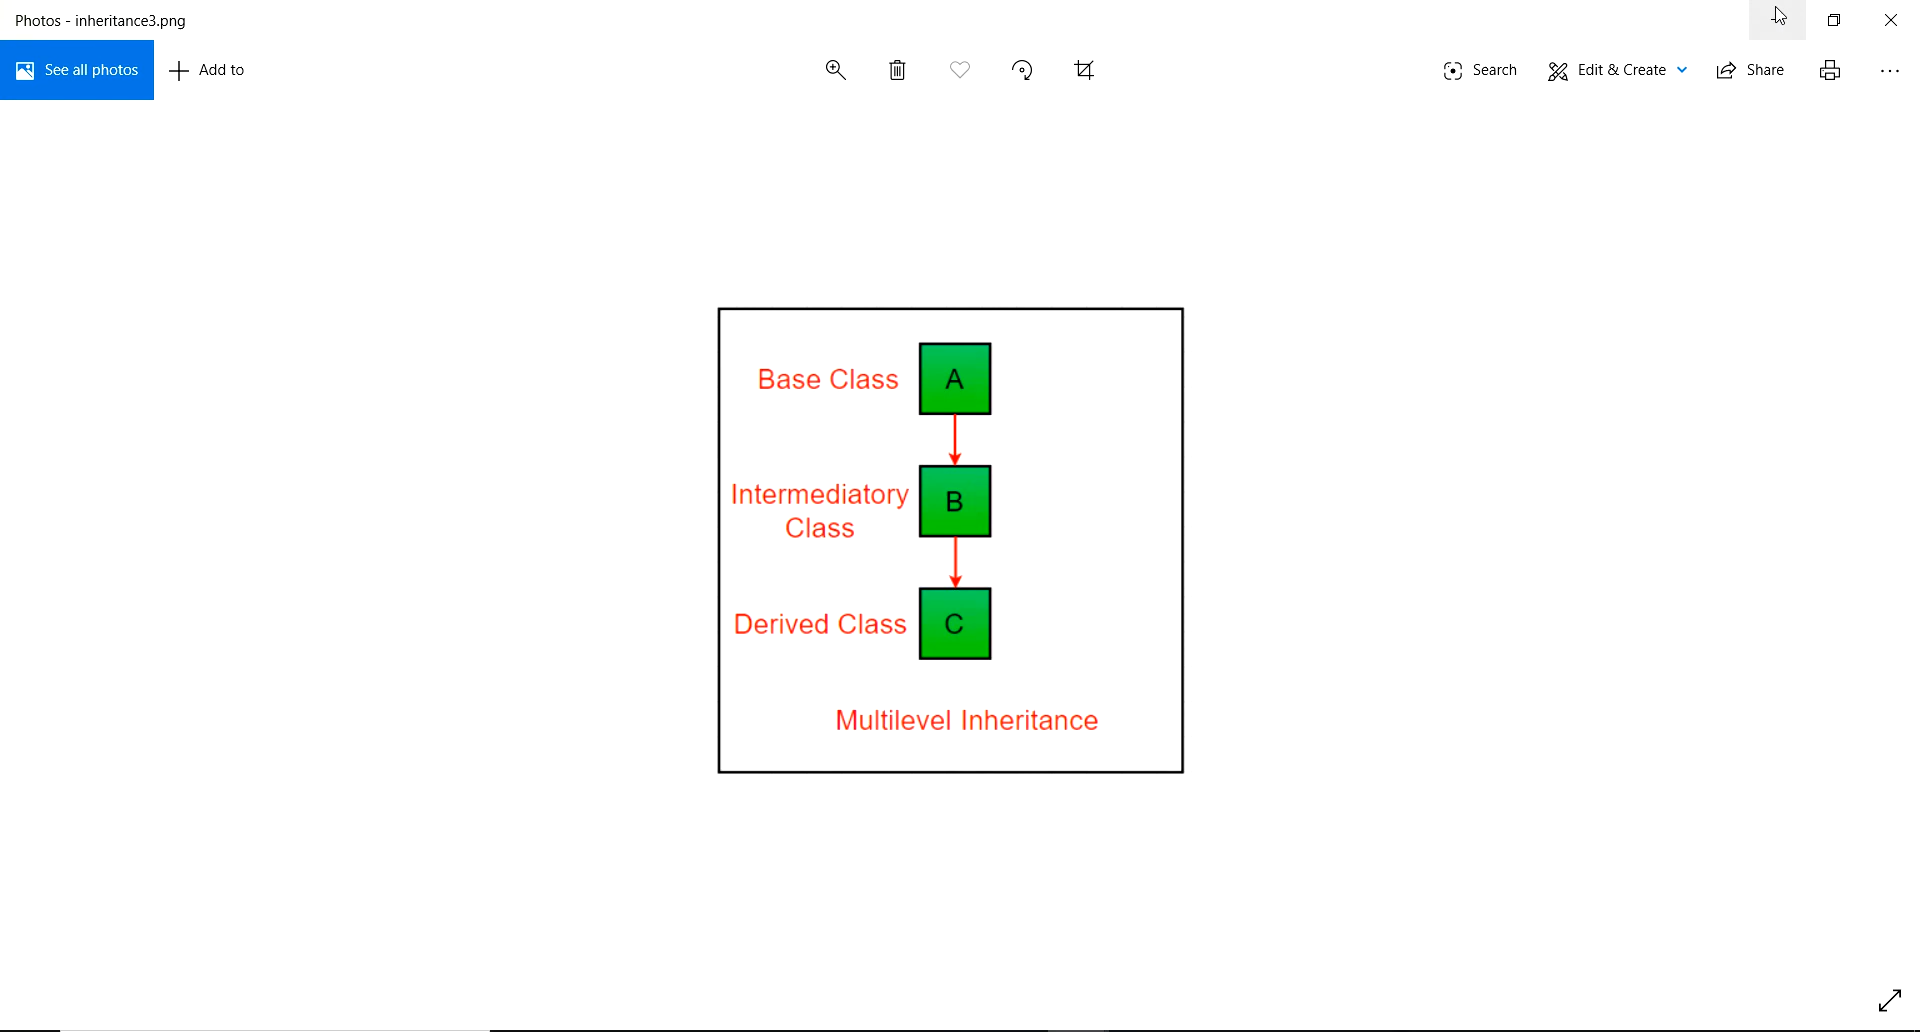 Photos - inheritance3.png
See all photos
Add to
Search
Edit & Create
Share
Base Class
A
Intermediatory
Class
B
Derived Class
C
Multilevel Inheritance